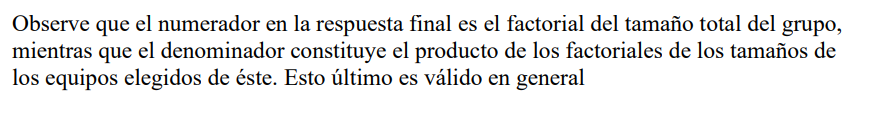 Observe que el numerador en la respuesta final es el factorial del tamaño total del grupo,
mientras que el denominador constituye el producto de los factoriales de los tamaños de
los equipos elegidos de éste. Esto último es válido en general